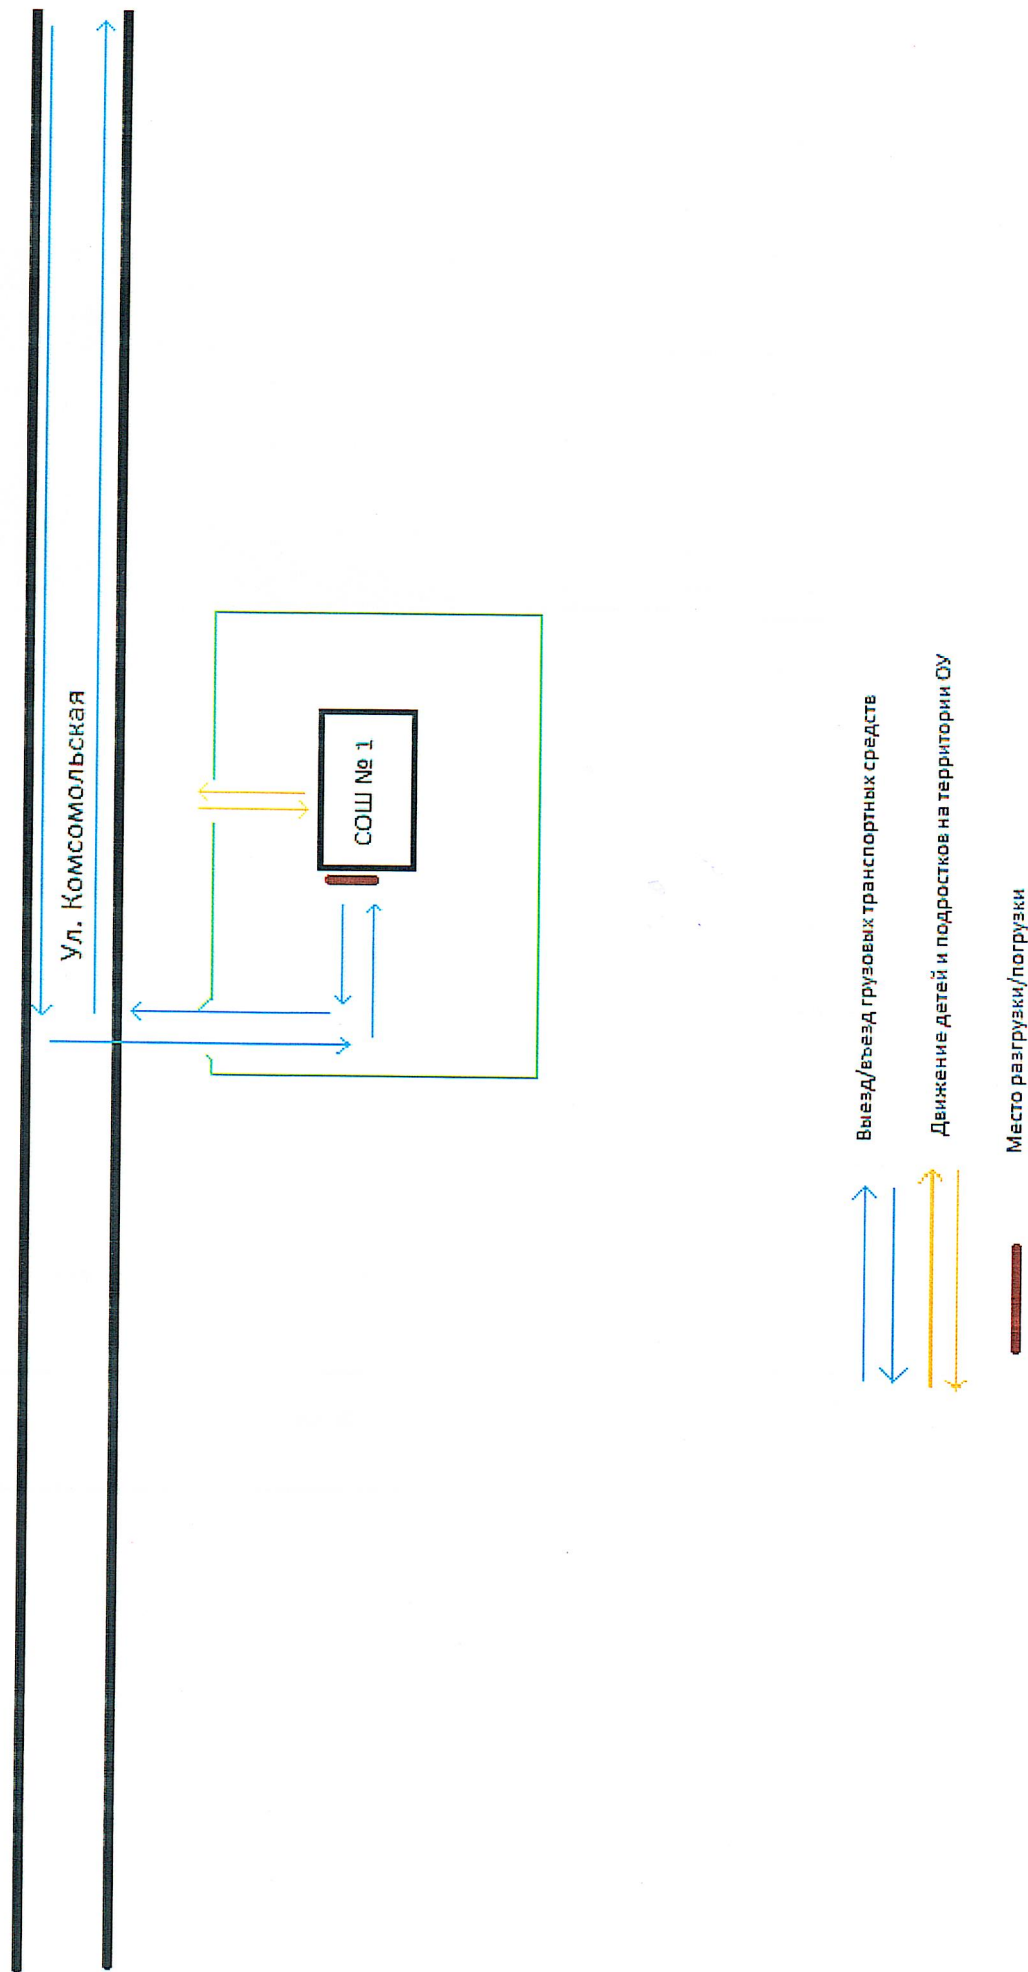 Ул. Комсомольская
СОШ № 1
Выезд/въезд грузовых транспортных средств
Движение детей и подростков на территории ОУ
Место разгрузки/погрузки